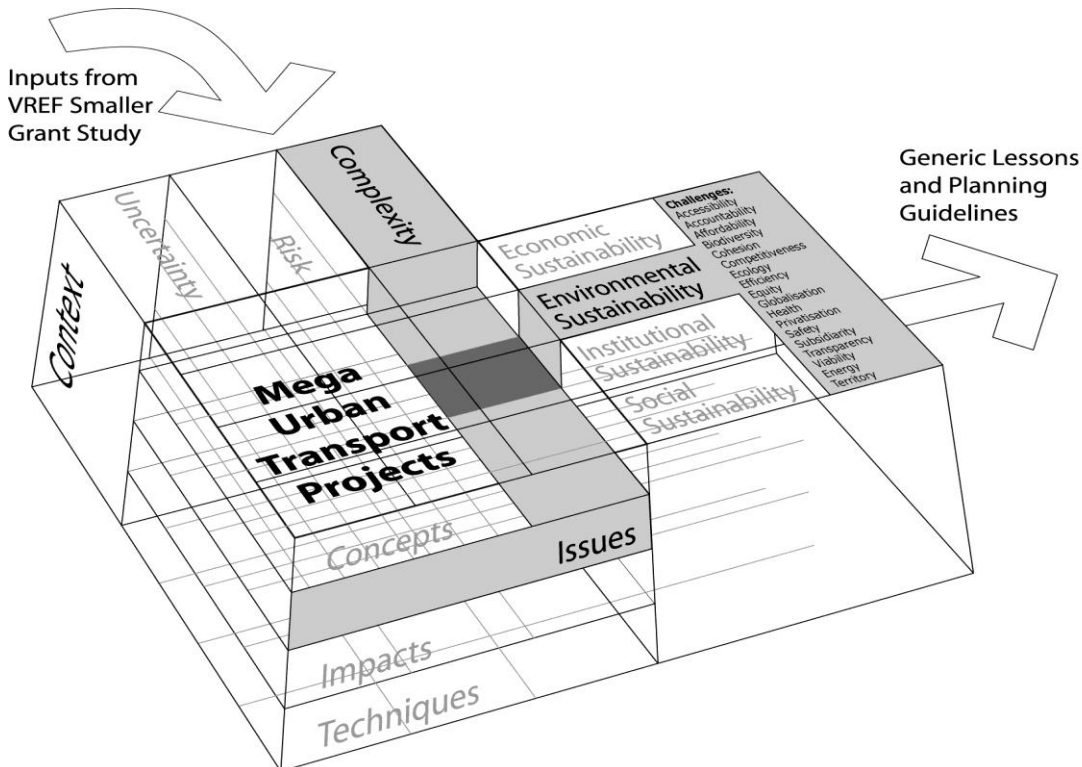 Inputs from
VREF Smaller
Grant Study
Context
Uncertainty
Risk
Complexity
Economic
Sustainability
Environmental
Sustainability
Institutional
Sustainability
Social
Sustainability
Challenges:
Accessibility
Accountability
Affordability
Biodiversity
Cohesion
Competitiveness
Ecology
Efficiency
Equity
Globalisation
Health
Privatisation
Safety
Subsidiarity
Transparency
Viability
Energy
Territory
Generic Lessons
and Planning
Guidelines
Mega
Urban
Transport
Projects
Concepts
Issues
Impacts
Techniques